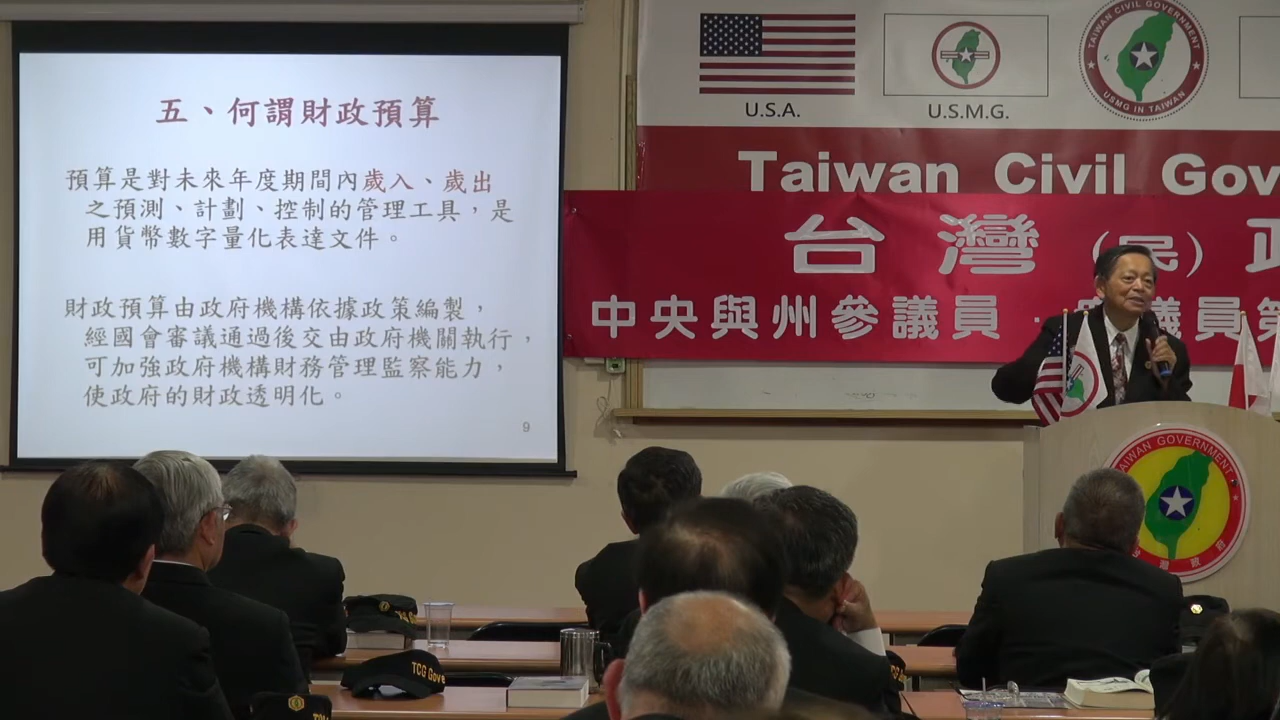 五、何謂財政預算
預算是對未來年度期間內歲入、歲出
之預測、計劃、控制的管理工具,是
用貨幣數字量化表達文件。
財政預算由政府機構依據政策編製,
經國會審議通過後交由政府機關執行,
可加強政府機構財務管理監察能力,
使政府的財政透明化。
9
U.S.A.
U.S.M.G.
TAIWAN CIVIL GOVERNMENT
USMG IN TAIWAN
Taiwan Civil Gov
台灣(民)政
中央與州參議員.
議員第
TAIWAN GOVERNMENT
台灣政府
TCG Gove